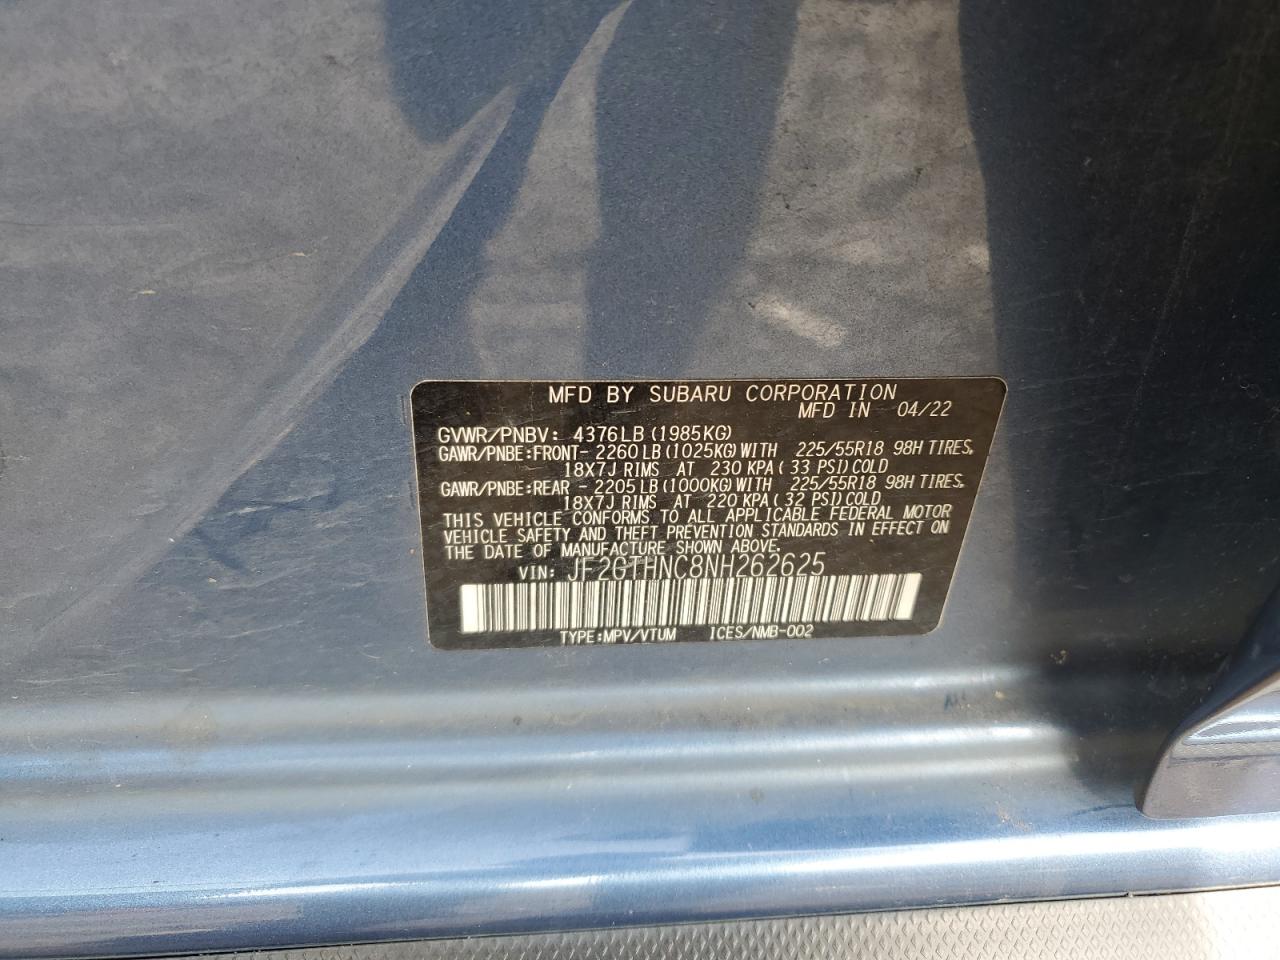 MFD BY SUBARU CORPORATION
MFD IN 04/22
GVWR/PNBV: 4376LB (1985KG)
GAWR/PNBE:FRONT- 2260 LB (1025KG) WITH 225/55R18 98H TIRES,
18X7J RIMS AT 230 KPA ( 33 PSI) COLD
GAWR/PNBE:REAR - 2205 LB (1000KG) WITH 225/55R18 98H TIRES,
18X7J RIMS AT 220 KPA ( 32 PSI) COLD
THIS VEHICLE CONFORMS TO ALL APPLICABLE FEDERAL MOTOR
VEHICLE SAFETY AND THEFT PREVENTION STANDARDS IN EFFECT ON
THE DATE OF MANUFACTURE SHOWN ABOVE.
VIN: JF2GTHNC8NH262625
TYPE:MPV/VTUM ICES/NMB-002